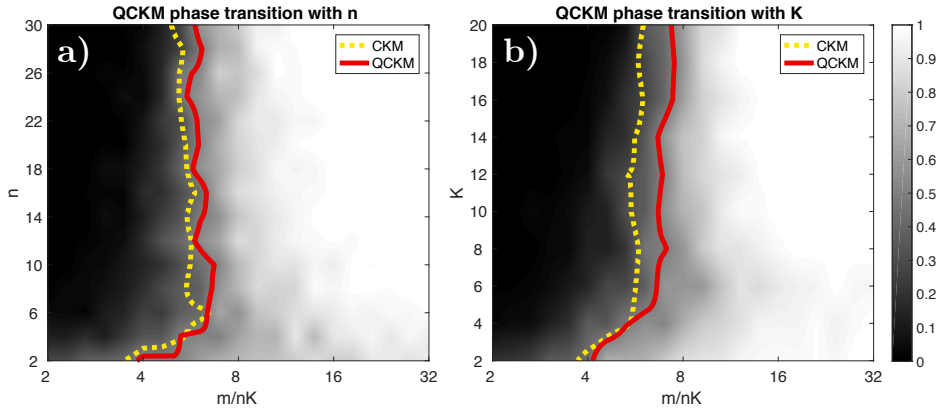 QCKM phase transition with n
a)
CKM
QCKM
30
26
22
18
14
10
6
2
n
2 4 8 16 32
m/nK
QCKM phase transition with K
b)
CKM
QCKM
20
18
16
14
12
10
8
6
4
2
K
2 4 8 16 32
m/nK
1
0.9
0.8
0.7
0.6
0.5
0.4
0.3
0.2
0.1
0